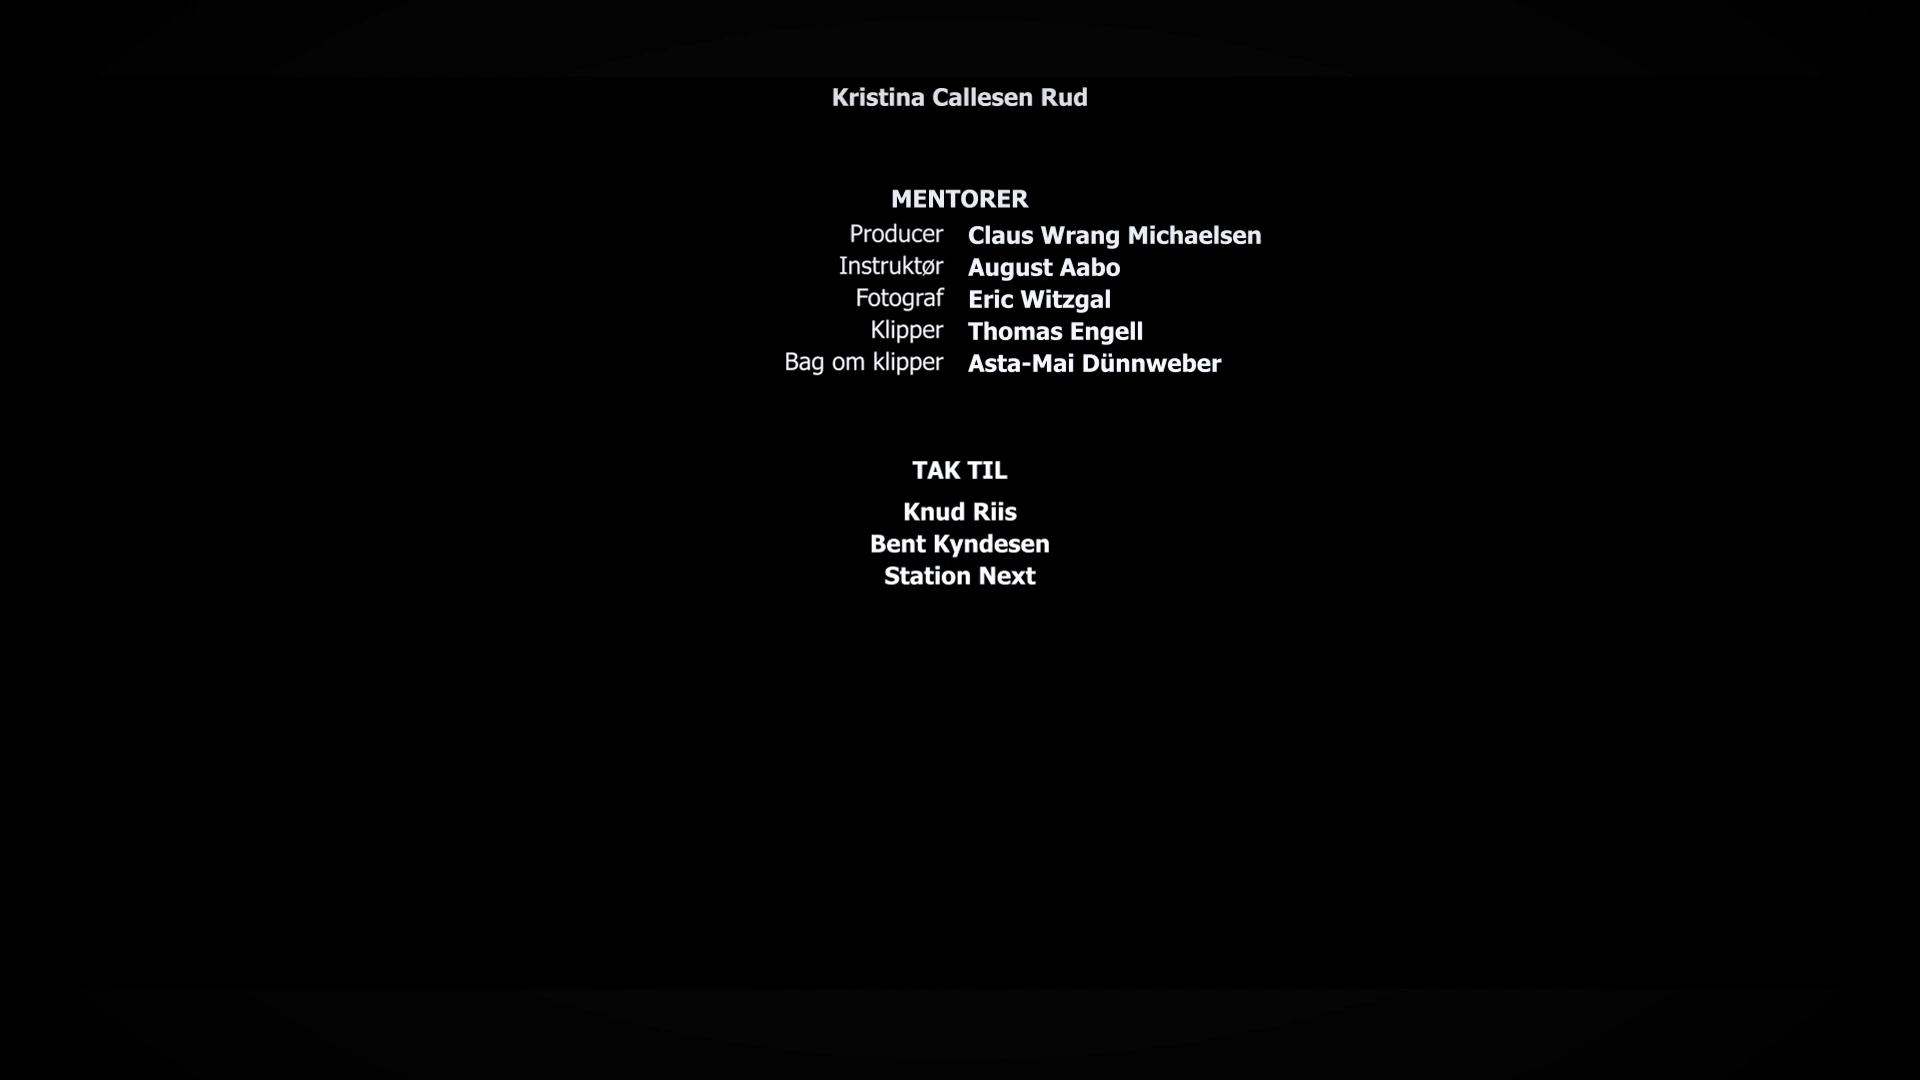 Kristina Callesen Rud
MENTORER
Producer Claus Wrang Michaelsen
Instruktør August Aabo
Fotograf Eric Witzgal
Klipper Thomas Engell
Bag om klipper Asta-Mai Dünnweber
TAK TIL
Knud Riis
Bent Kyndesen
Station Next